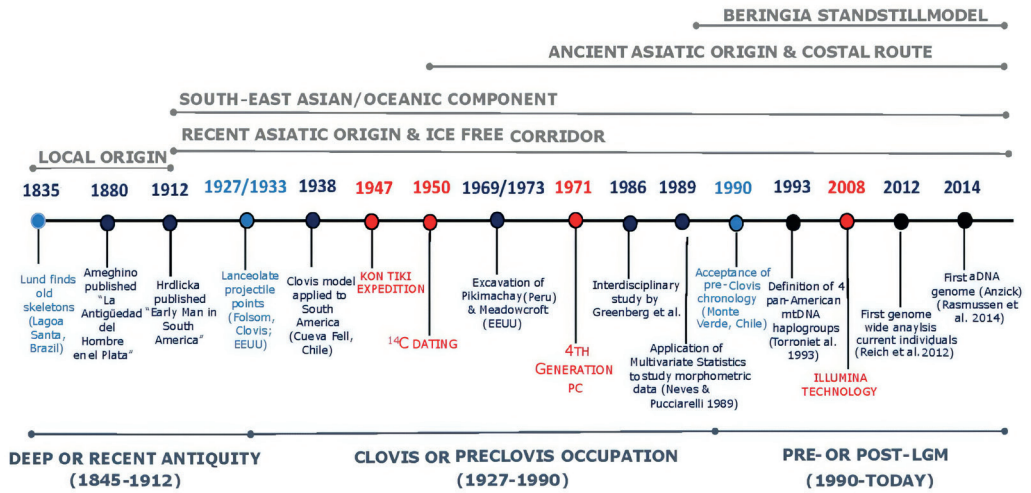 BERINGIA STANDSTILLMODEL
ANCIENT ASIATIC ORIGIN & COSTAL ROUTE
SOUTH-EAST ASIAN/OCEANIC COMPONENT
RECENT ASIATIC ORIGIN & ICE FREE CORRIDOR
LOCAL ORIGIN
1835
1880
1912
1927/1933
1938
1947
1950
1969/1973
1971
1986
1989
1990
1993
2008
2012
2014
Lund finds
old
skeletons
(Lagoa
Santa,
Brazil)
Ameghino
published
"La
Antigüedad
del
Hombre
en el Plata"
Hrdlicka
published
"Early Man in
South
America"
Lanceolate
projectile
points
(Folsom,
Clovis;
EEUU)
Clovis model
applied to
South
America
(Cueva Fell,
Chile)
KON TIKI
EXPEDITION
14C DATING
Excavation of
Pikimachay (Peru)
& Meadowcroft
(EEUU)
4TH
GENERATION
PC
Interdisciplinary
study by
Greenberg et al.
Application of
Multivariate Statistics
to study morphometric
data (Neves &
Pucciarelli 1989)
Acceptance of
pre-Clovis
chronology
(Monte
Verde, Chile)
Definition of 4
pan-American
mtDNA
haplogroups
(Torroni et al.
1993)
ILLUMINA
TECHNOLOGY
First genome
wide anaylsis
current individuals
(Reich et al. 2012)
First aDNA
genome (Anzick)
(Rasmussen et
al. 2014)
DEEP OR RECENT ANTIQUITY
(1845-1912)
CLOVIS OR PRECLOVIS OCCUPATION
(1927-1990)
PRE- OR POST-LGM
(1990-TODAY)